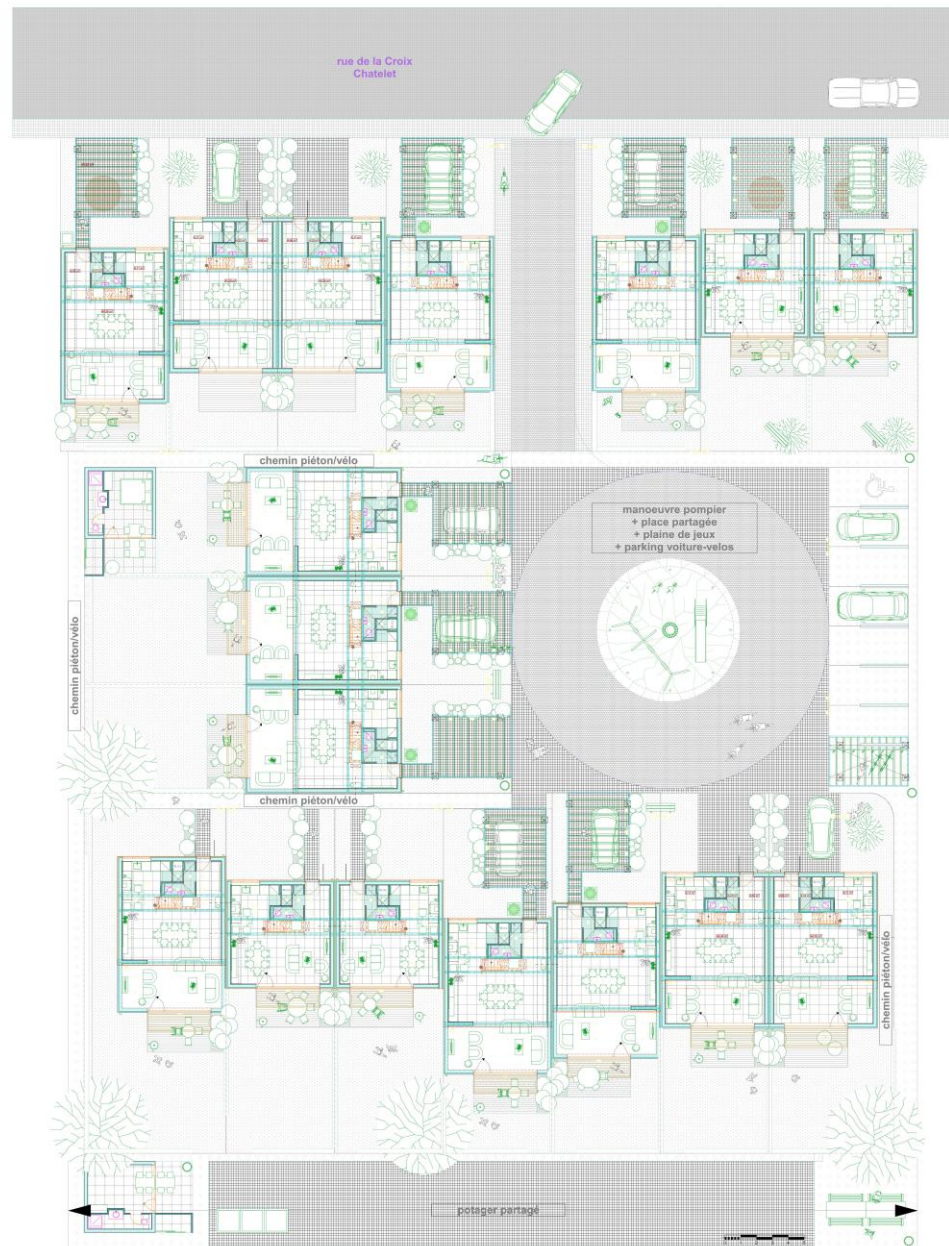 rue de la Croix
Chatelet
chemin piéton/vélo
manoeuvre pompier
+ place partagée
+ plaine de jeux
+ parking voiture-velos
chemin piéton/vélo
chemin piéton/vélo
chemin piéton/vélo
potager partagé